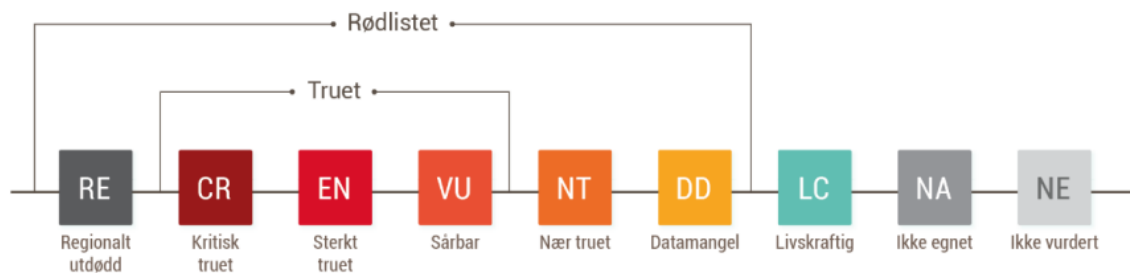 Rødlistet
Truet
RE CR EN VU NT DD LC NA NE
Regionalt utdødd
Kritisk truet
Sterkt truet
Sårbar
Nær truet
Datamangel
Livskraftig
Ikke egnet
Ikke vurdert